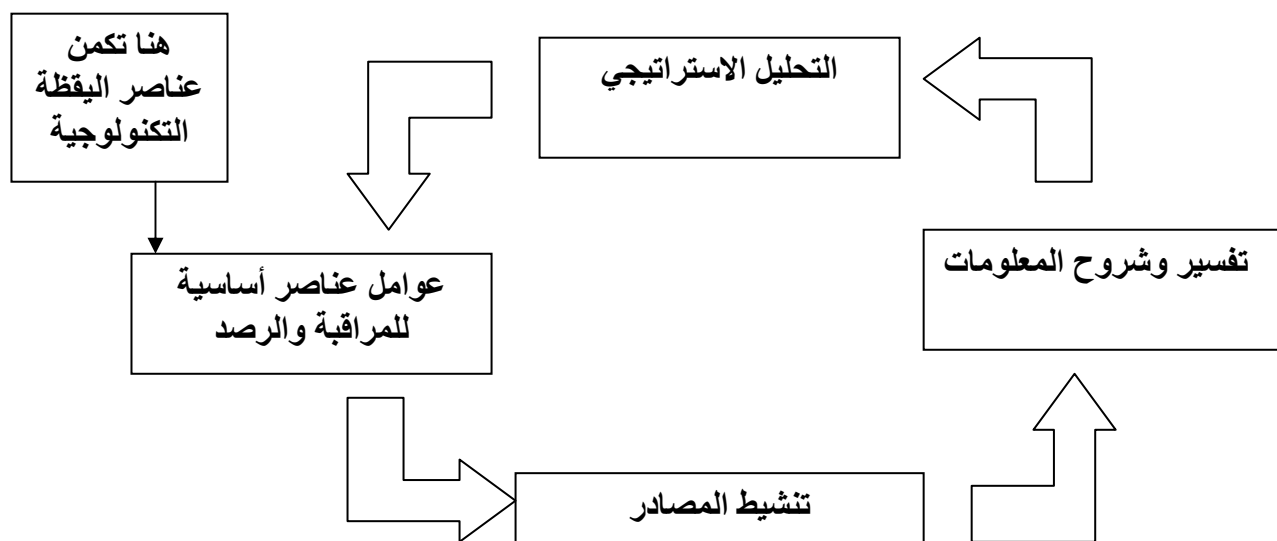 هنا تكمن
عناصر اليقظة
التكنولوجية
التحليل الاستراتيجي
تفسير وشروح المعلومات
عوامل عناصر أساسية
للمراقبة والرصد
تنشيط المصادر